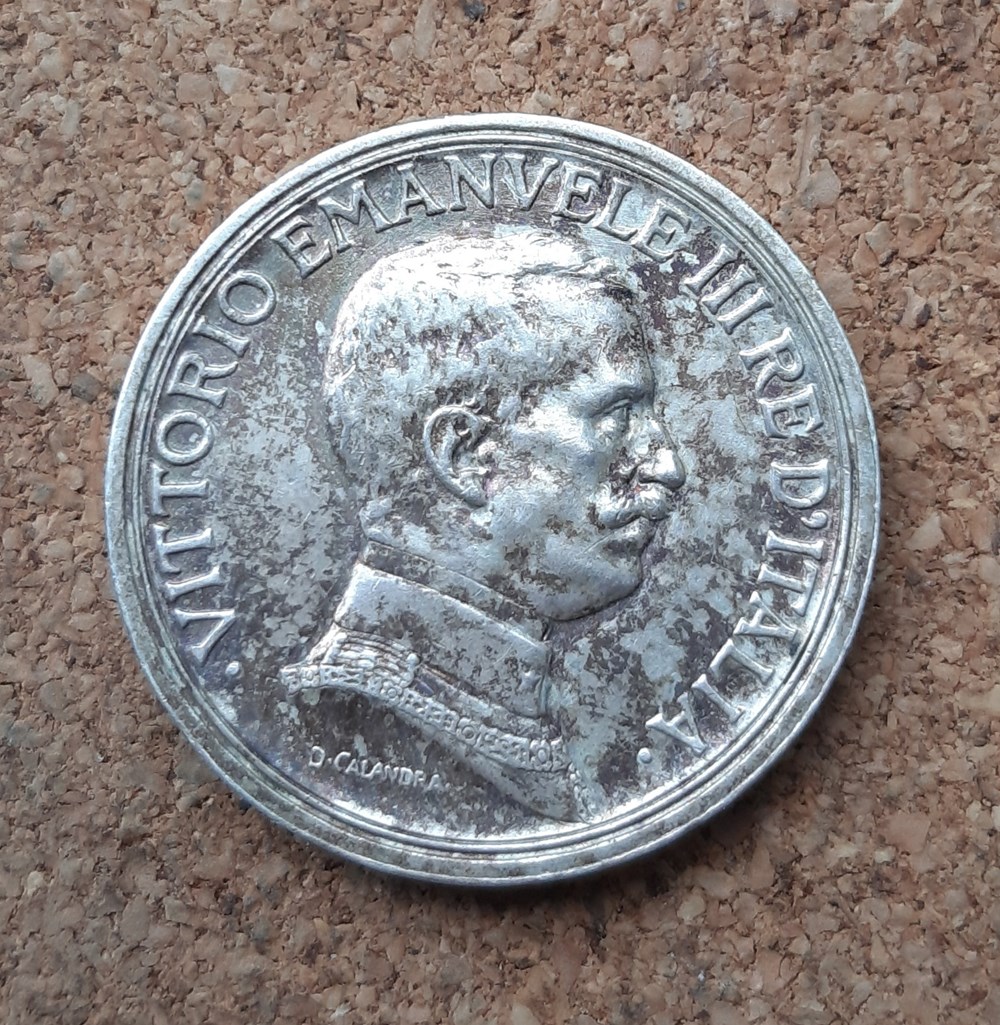 · VITTORIO EMANVELE III RE D'ITALIA ·
D. CALANDRA